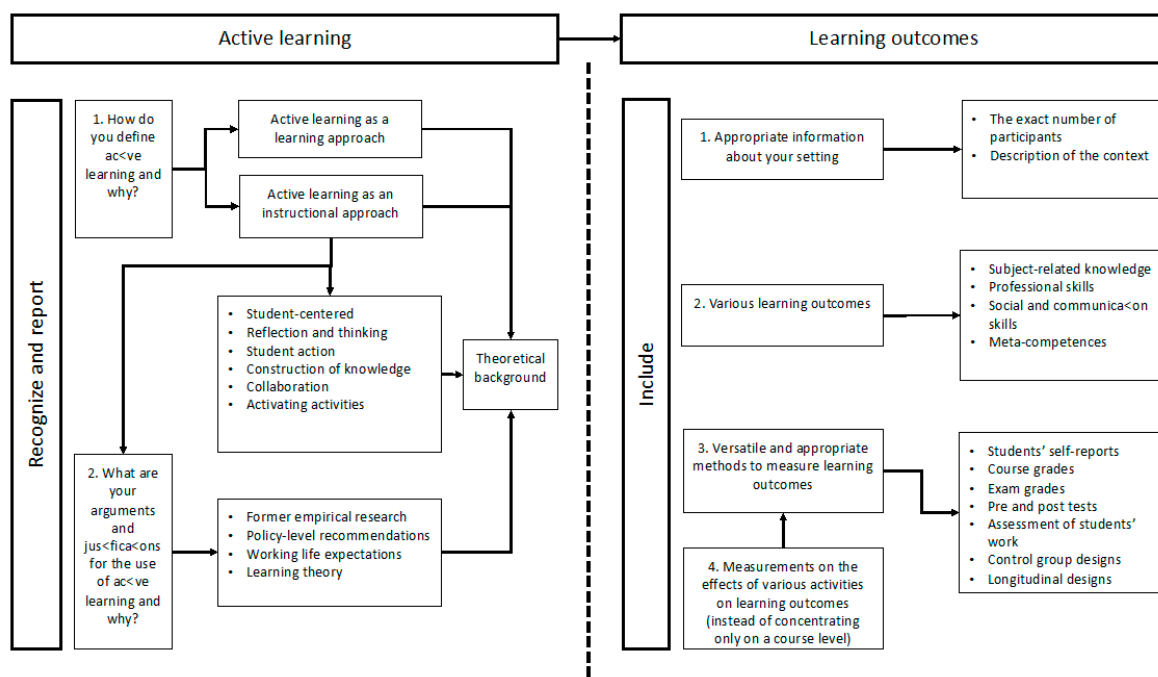 Active learning
Learning outcomes
Recognize and report
1. How do
you define
ac<ve
learning and
why?
Active learning as a
learning approach
Active learning as an
instructional approach
• Student-centered
• Reflection and thinking
• Student action
• Construction of knowledge
• Collaboration
• Activating activities
Theoretical
background
2. What are
your
arguments
and
jus<fica<ons
for the use
of ac<ve
learning and
why?
• Former empirical research
• Policy-level recommendations
• Working life expectations
• Learning theory
Include
1. Appropriate information
about your setting
• The exact number of
participants
• Description of the context
2. Various learning outcomes
• Subject-related knowledge
• Professional skills
• Social and communica<on
skills
• Meta-competences
3. Versatile and appropriate
methods to measure learning
outcomes
• Students' self-reports
• Course grades
• Exam grades
• Pre and post tests
• Assessment of students'
work
• Control group designs
• Longitudinal designs
4. Measurements on the
effects of various activities
on learning outcomes
(instead of concentrating
only on a course level)